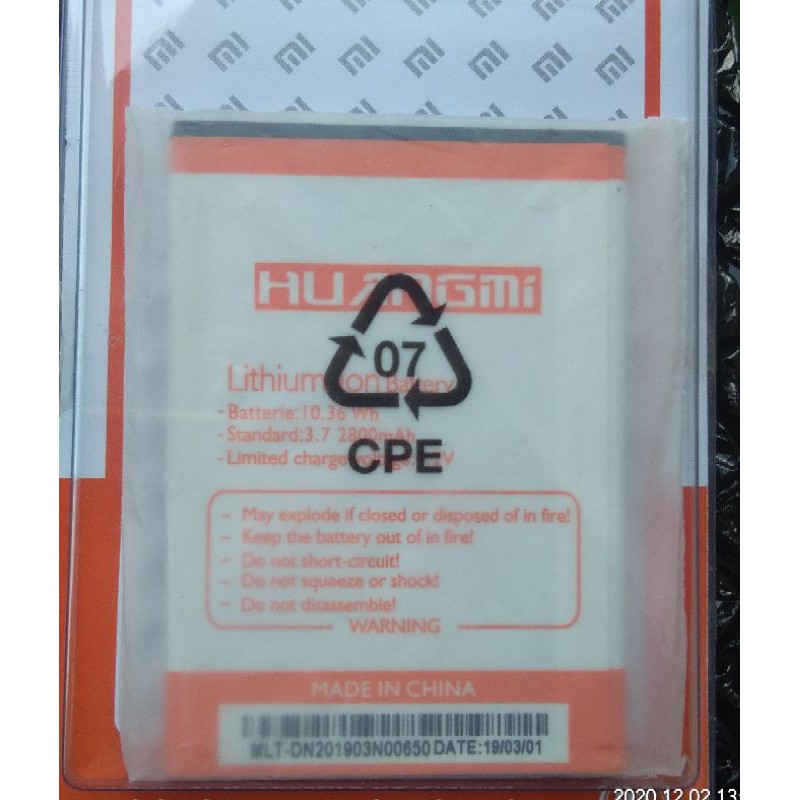 HUANGMI
07
CPE
Lithium ion Battery
-Batterie:10.36 Wh
-Standard:3.7 2800mAh
-Limited charge voltage: V
- May explode if closed or disposed of in fire!
- Keep the battery out of in fire!
- Do not short-circuit!
- Do not squeeze or shock!
- Do not disassemble!
WARNING
MADE IN CHINA
MLT-DN201903N00650 DATE:19/03/01
2020.12.02 13: